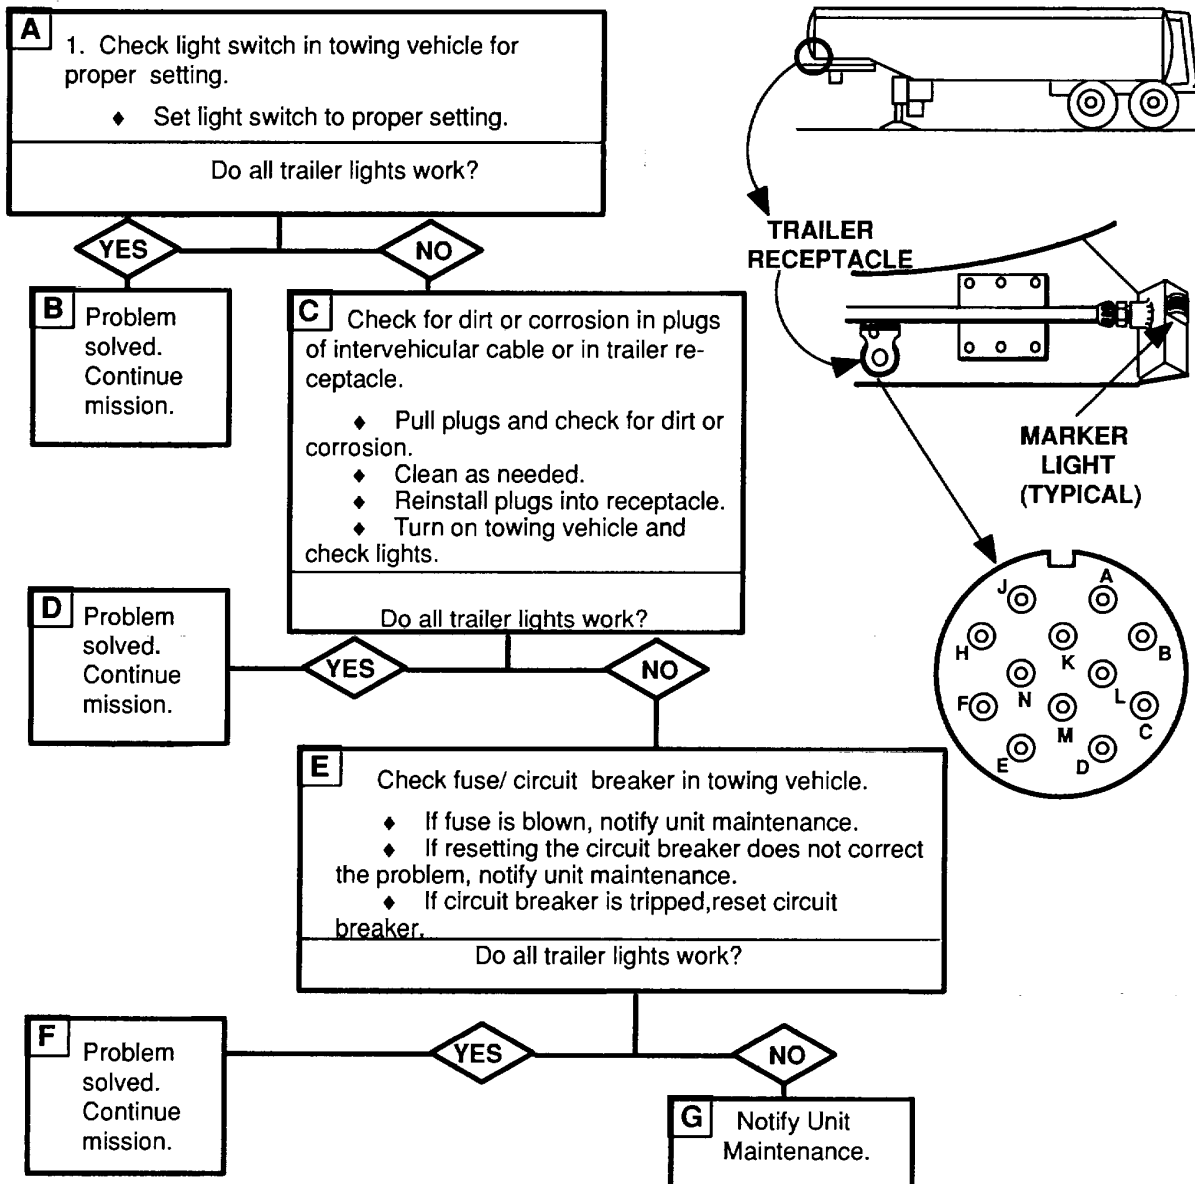 A
1. Check light switch in towing vehicle for
proper setting.
♦ Set light switch to proper setting.
Do all trailer lights work?
YES
NO
B
Problem
solved.
Continue
mission.
C
Check for dirt or corrosion in plugs
of intervehicular cable or in trailer re-
ceptacle.
♦ Pull plugs and check for dirt or
corrosion.
♦ Clean as needed.
♦ Reinstall plugs into receptacle.
♦ Turn on towing vehicle and
check lights.
Do all trailer lights work?
YES
NO
D
Problem
solved.
Continue
mission.
E
Check fuse/ circuit breaker in towing vehicle.
♦ If fuse is blown, notify unit maintenance.
♦ If resetting the circuit breaker does not correct
the problem, notify unit maintenance.
♦ If circuit breaker is tripped,reset circuit
breaker.
Do all trailer lights work?
YES
NO
F
Problem
solved.
Continue
mission.
G
Notify Unit
Maintenance.
TRAILER
RECEPTACLE
MARKER
LIGHT
(TYPICAL)
J
A
H
K
B
F
N
L
M
C
E
D